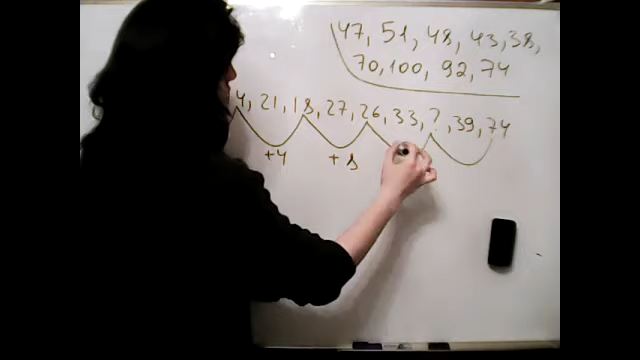 47, 51, 48, 43, 38,
70, 100, 92, 74
4, 21, 18, 27, 26, 33, ?, 39, 74
+4 +8